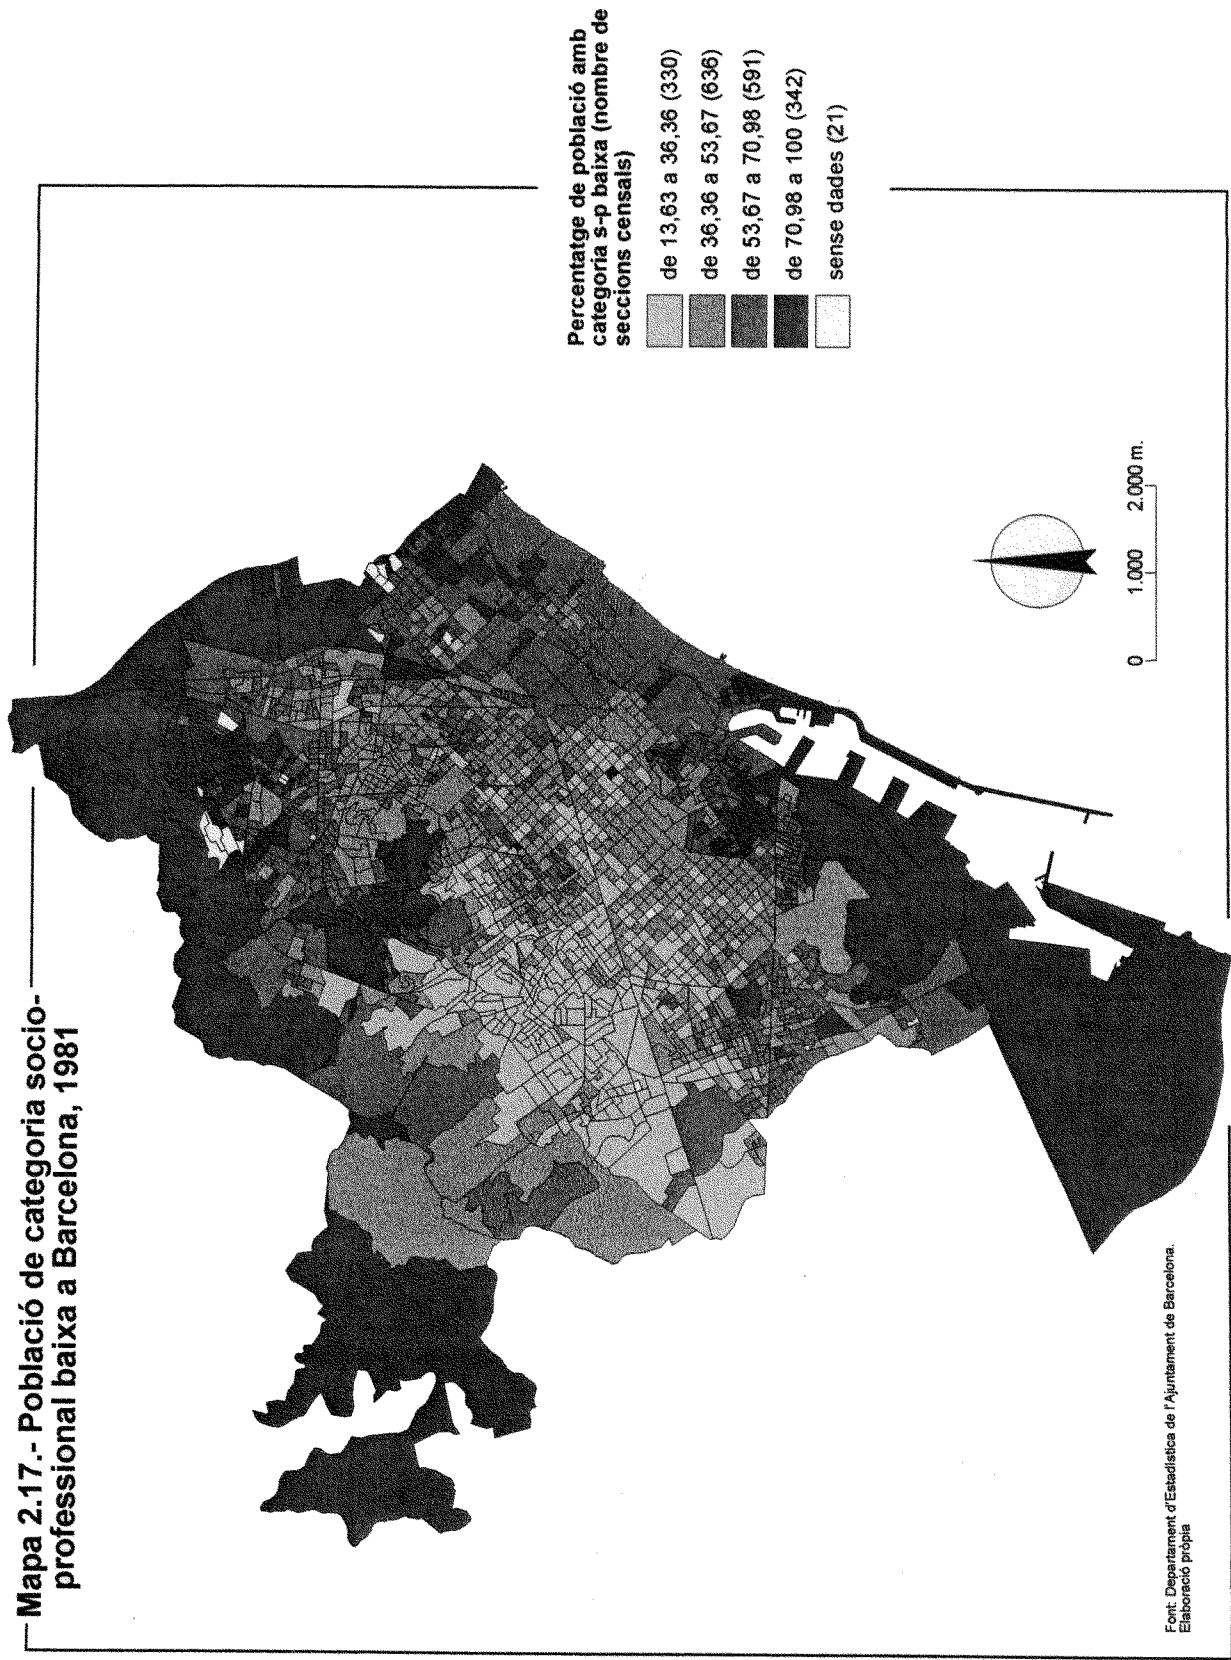 Mapa 2.17.- Població de categoria socio-
professional baixa a Barcelona, 1981
Percentatge de població amb
categoria s-p baixa (nombre de
seccions censals)
de 13,63 a 36,36 (330)
de 36,36 a 53,67 (636)
de 53,67 a 70,98 (591)
de 70,98 a 100 (342)
sense dades (21)
0 1.000 2.000 m.
Font: Departament d'Estadística de l'Ajuntament de Barcelona.
Elaboració pròpia